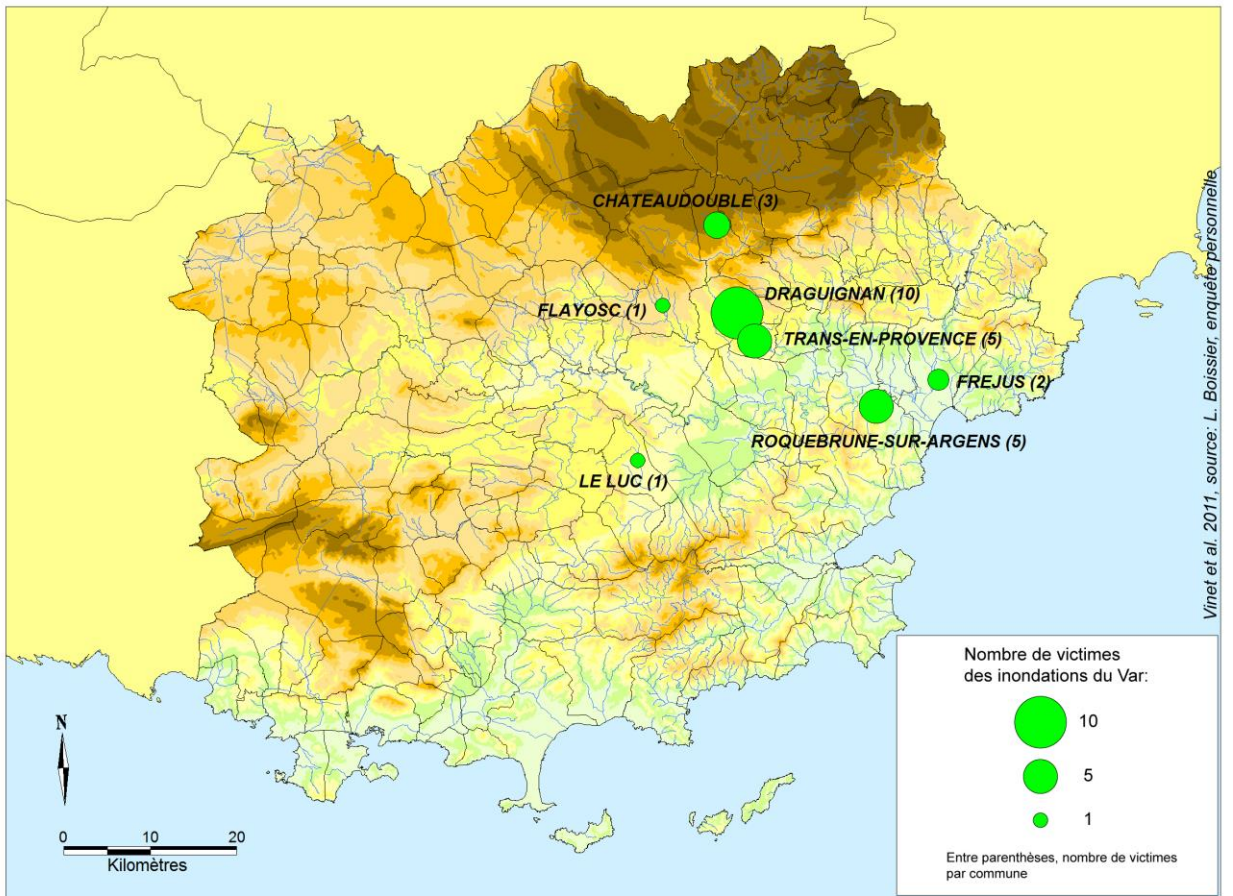 CHATEAUDOUBLE (3)
DRAGUIGNAN (10)
FLAYOSC (1)
TRANS-EN-PROVENCE (5)
FREJUS (2)
ROQUEBRUNE-SUR-ARGENS (5)
LE LUC (1)
Vinet et al. 2011, source: L. Boissier, enquête personnelle
N
0 10 20
Kilomètres
Nombre de victimes
des inondations du Var:
10
5
1
Entre parenthèses, nombre de victimes
par commune